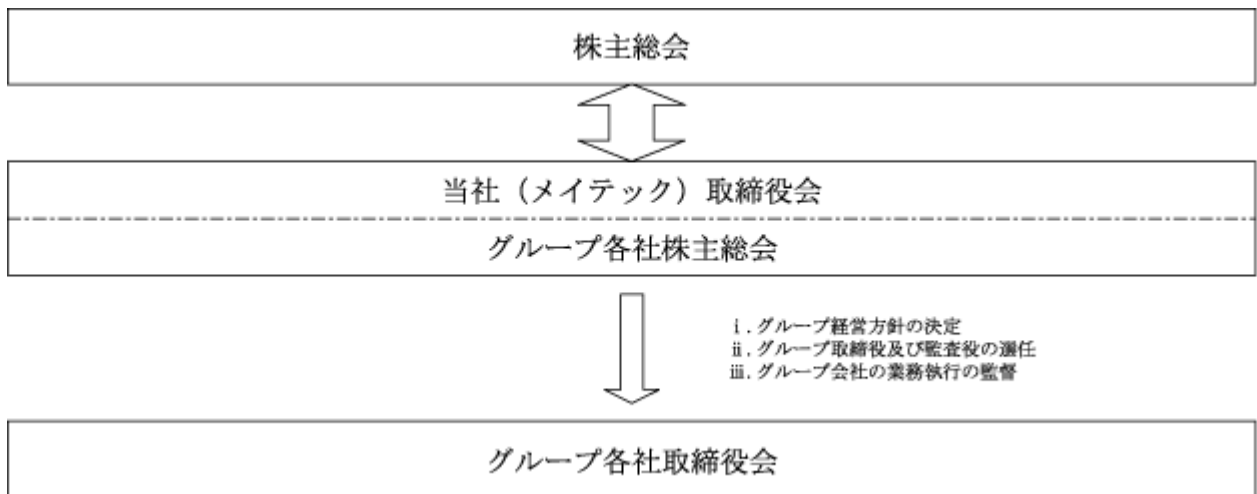 株主総会
当社（メイテック）取締役会
グループ各社株主総会
ⅰ．グループ経営方針の決定
ⅱ．グループ取締役及び監査役の選任
ⅲ．グループ会社の業務執行の監督
グループ各社取締役会